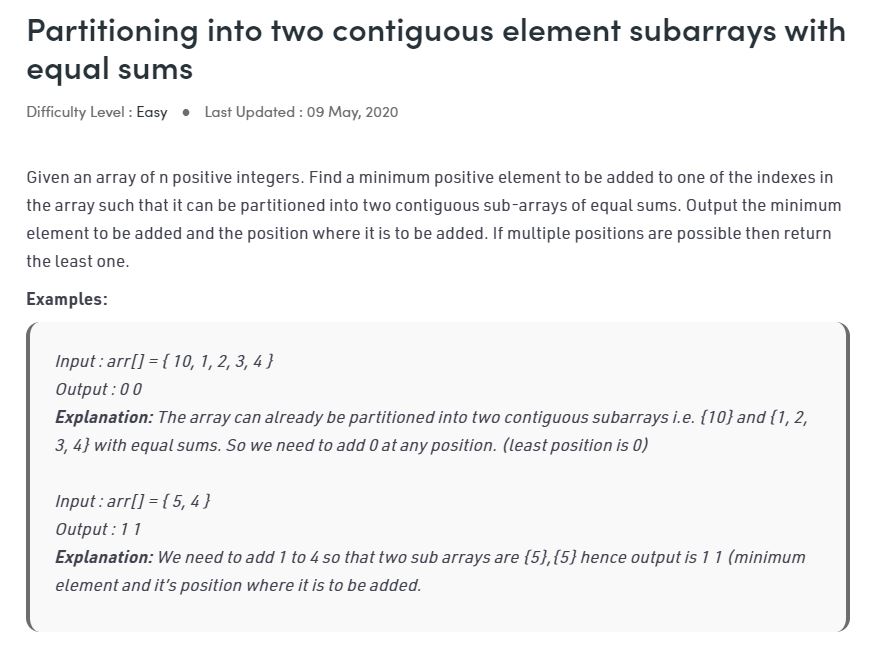 Partitioning into two contiguous element subarrays with
equal sums
Difficulty Level : Easy ● Last Updated : 09 May, 2020
Given an array of n positive integers. Find a minimum positive element to be added to one of the indexes in
the array such that it can be partitioned into two contiguous sub-arrays of equal sums. Output the minimum
element to be added and the position where it is to be added. If multiple positions are possible then return
the least one.
Examples:
Input : arr[] = { 10, 1, 2, 3, 4 }
Output : 0 0
Explanation: The array can already be partitioned into two contiguous subarrays i.e. {10} and {1, 2,
3, 4} with equal sums. So we need to add 0 at any position. (least position is 0)
Input : arr[] = { 5, 4 }
Output : 1 1
Explanation: We need to add 1 to 4 so that two sub arrays are {5},{5} hence output is 1 1 (minimum
element and it's position where it is to be added.